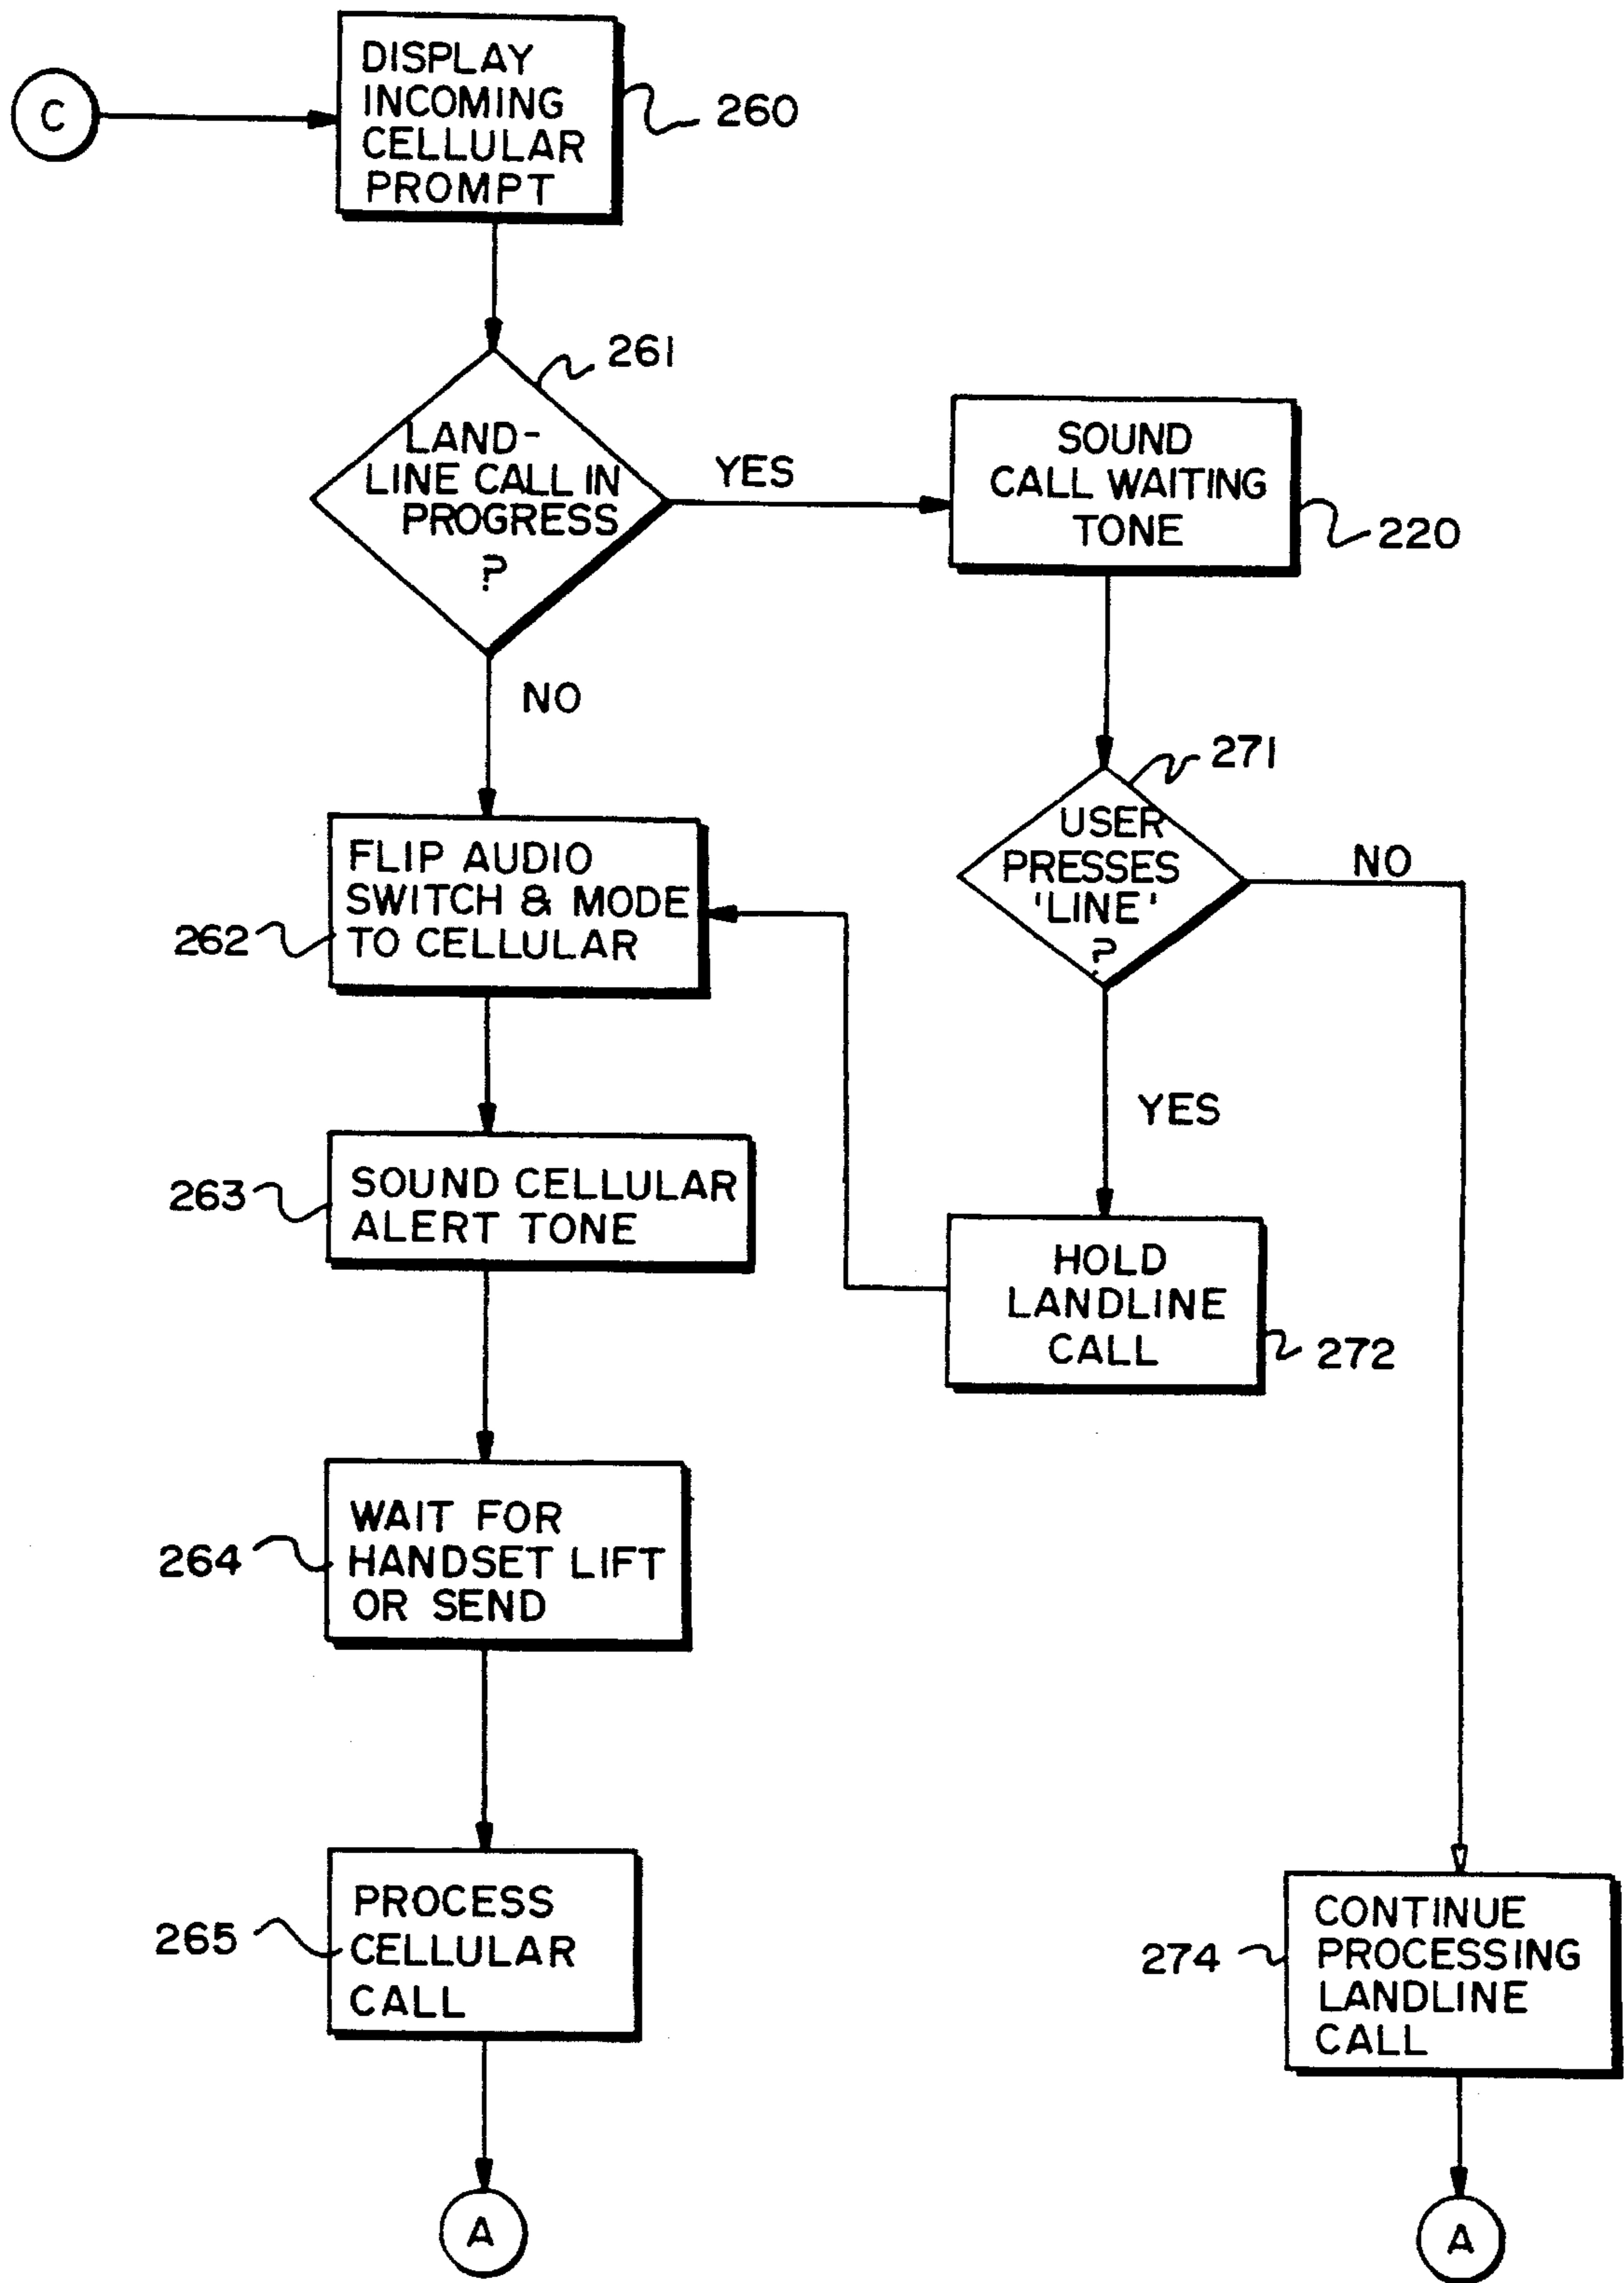 C
DISPLAY
INCOMING
CELLULAR
PROMPT
260
261
LAND-
LINE CALL IN
PROGRESS
?
YES
NO
SOUND
CALL WAITING
TONE
220
271
USER
PRESSES
'LINE'
?
NO
YES
FLIP AUDIO
SWITCH & MODE
TO CELLULAR
262
SOUND CELLULAR
ALERT TONE
263
HOLD
LANDLINE
CALL
272
WAIT FOR
HANDSET LIFT
OR SEND
264
PROCESS
CELLULAR
CALL
265
CONTINUE
PROCESSING
LANDLINE
CALL
274
A
A